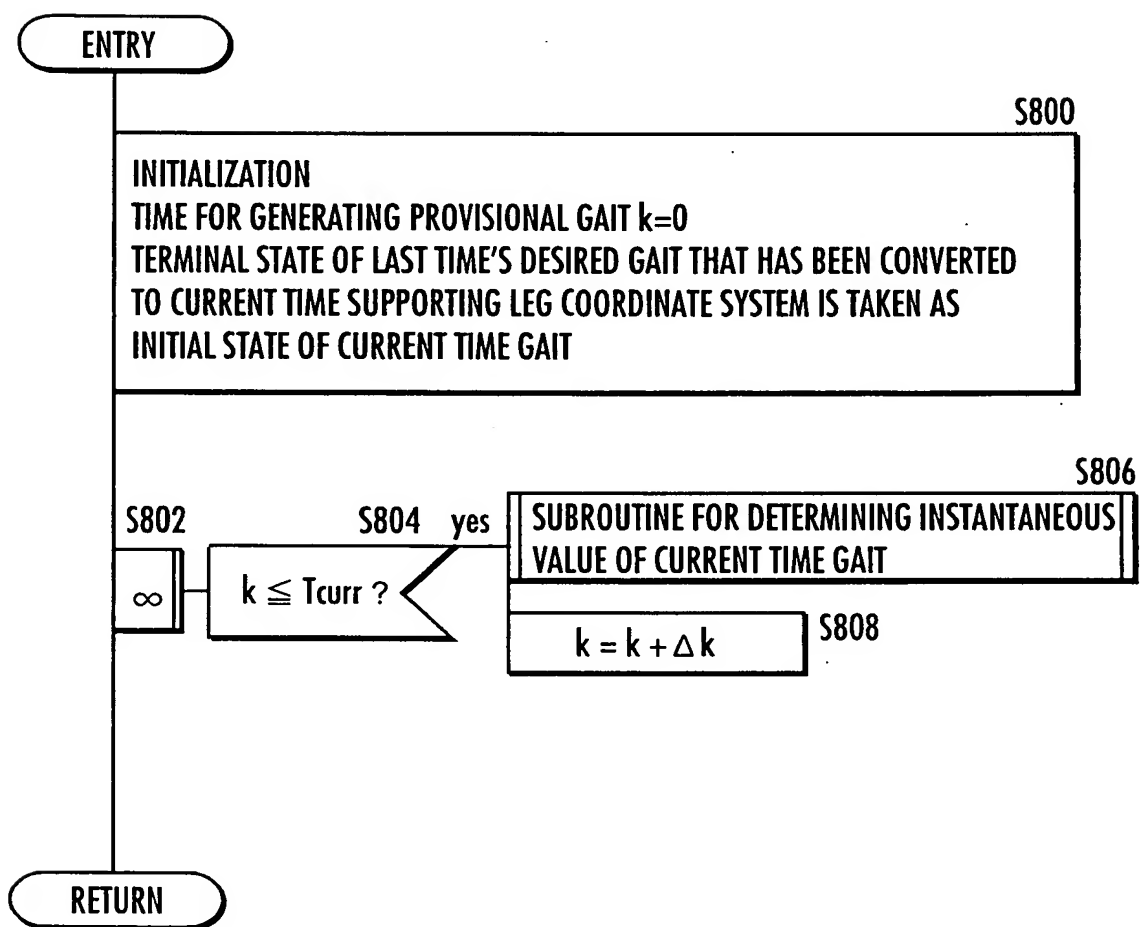 ENTRY
S800
INITIALIZATION
TIME FOR GENERATING PROVISIONAL GAIT k=0
TERMINAL STATE OF LAST TIME'S DESIRED GAIT THAT HAS BEEN CONVERTED
TO CURRENT TIME SUPPORTING LEG COORDINATE SYSTEM IS TAKEN AS
INITIAL STATE OF CURRENT TIME GAIT
S802
∞
S804
k ≦ Tcurr ?
yes
S806
SUBROUTINE FOR DETERMINING INSTANTANEOUS
VALUE OF CURRENT TIME GAIT
k = k + Δk
S808
RETURN